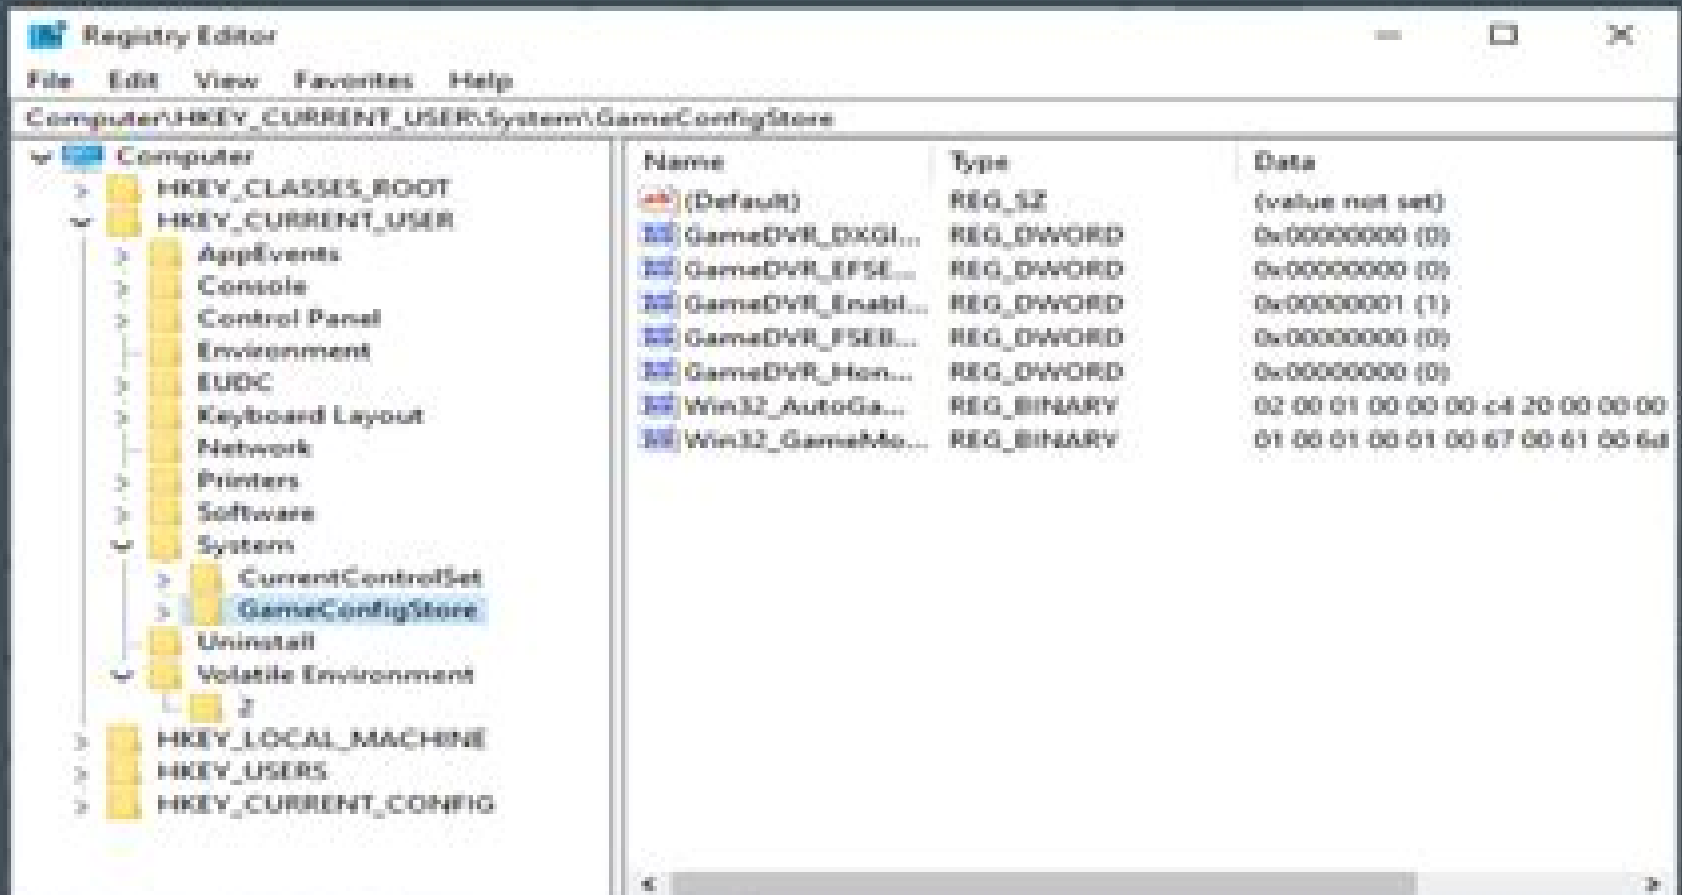 Registry Editor
File Edit View Favorites Help
Computer\HKEY_CURRENT_USER\System\GameConfigStore
Computer
HKEY_CLASSES_ROOT
HKEY_CURRENT_USER
AppEvents
Console
Control Panel
Environment
EUDC
Keyboard Layout
Network
Printers
Software
System
CurrentControlSet
GameConfigStore
Uninstall
Volatile Environment
2
HKEY_LOCAL_MACHINE
HKEY_USERS
HKEY_CURRENT_CONFIG
Name Type Data
(Default) REG_SZ (value not set)
GameDVR_DXGI... REG_DWORD 0x00000000 (0)
GameDVR_EFSE... REG_DWORD 0x00000000 (0)
GameDVR_Enabl... REG_DWORD 0x00000001 (1)
GameDVR_FSEB... REG_DWORD 0x00000000 (0)
GameDVR_Hon... REG_DWORD 0x00000000 (0)
Win32_AutoGa... REG_BINARY 02 00 01 00 00 00 c4 20 00 00 00
Win32_GameMo... REG_BINARY 01 00 01 00 01 00 67 00 61 00 6d